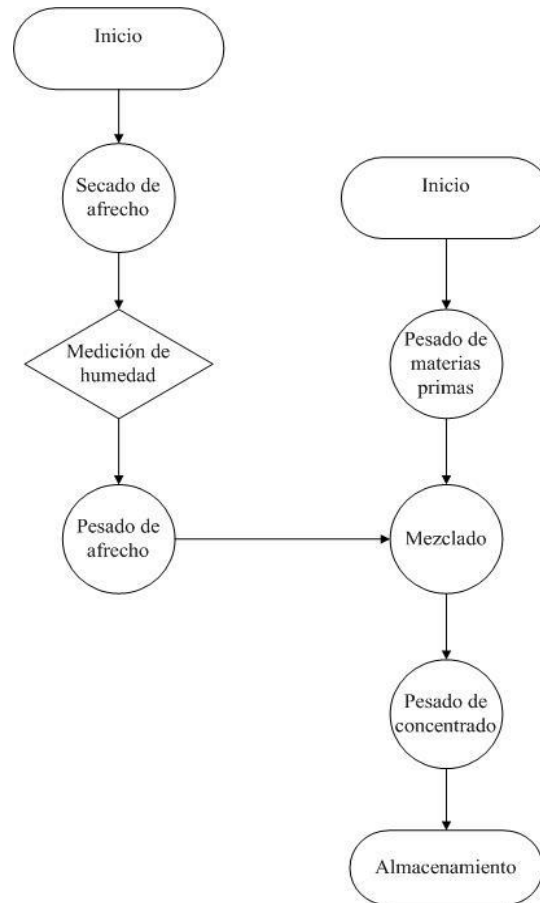 Inicio
Secado de
afrecho
Medición de
humedad
Pesado de
afrecho
Inicio
Pesado de
materias
primas
Mezclado
Pesado de
concentrado
Almacenamiento